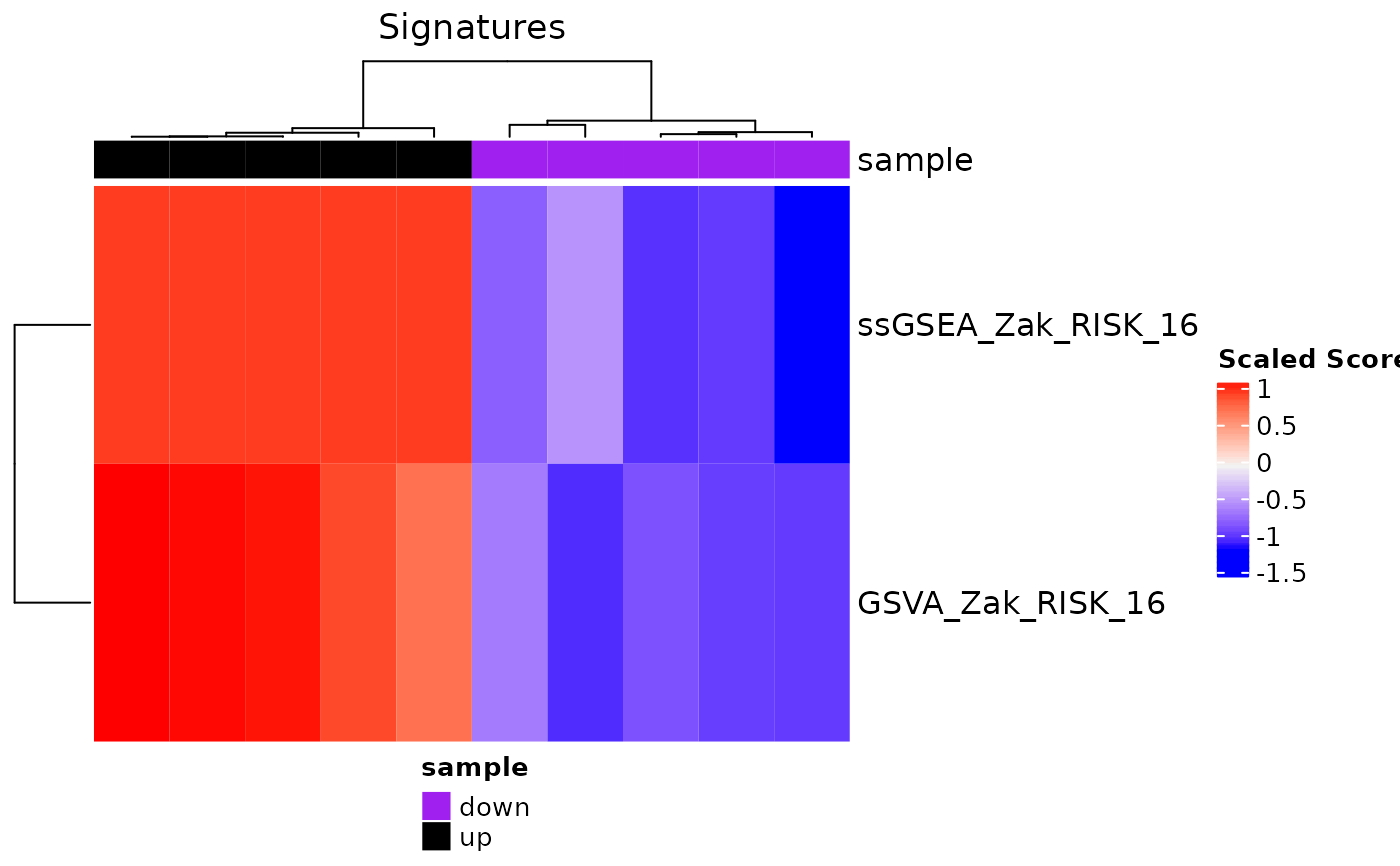 Signatures
sample
ssGSEA_Zak_RISK_16
GSVA_Zak_RISK_16
Scaled Score
1
0.5
0
-0.5
-1
-1.5
sample
down
up